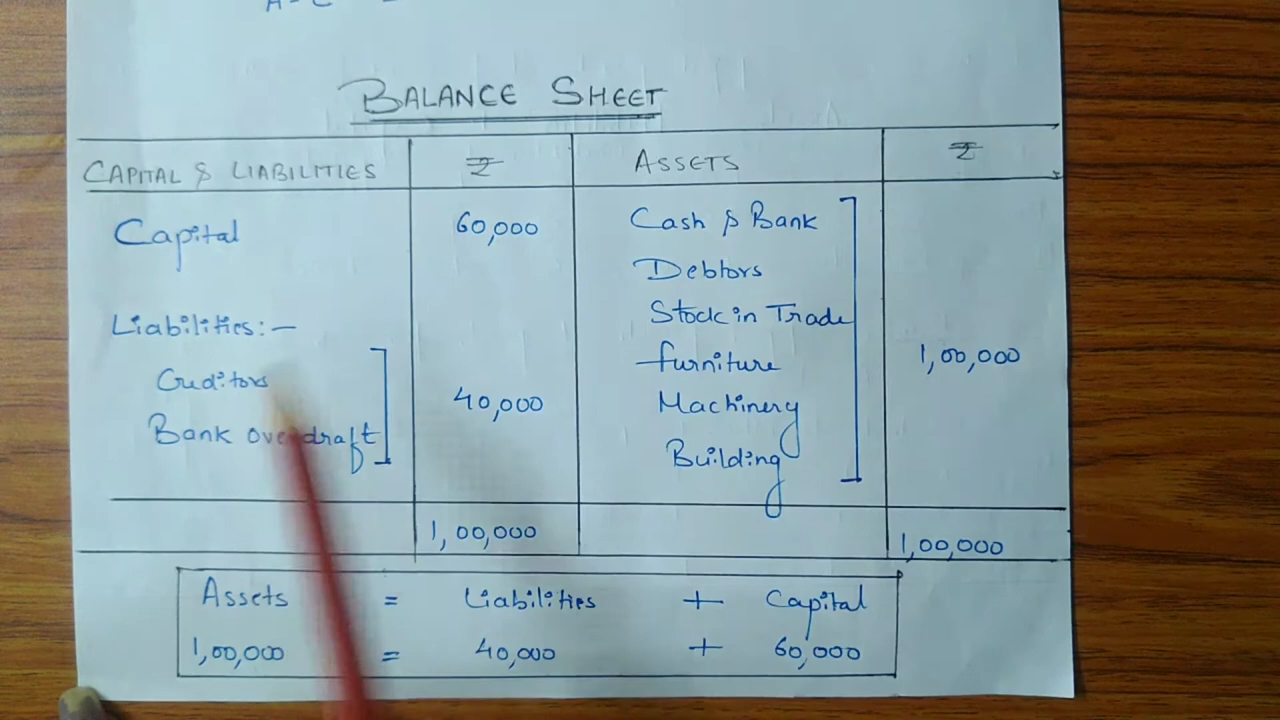 BALANCE SHEET
CAPITAL & LIABILITIES ₹ ASSETS ₹
Capital 60,000 Cash & Bank
Debtors
Liabilities:- Stock in Trade
Creditors furniture 1,00,000
40,000 Machinery
Bank overdraft Building
1,00,000 1,00,000
Assets = Liabilities + Capital
1,00,000 = 40,000 + 60,000